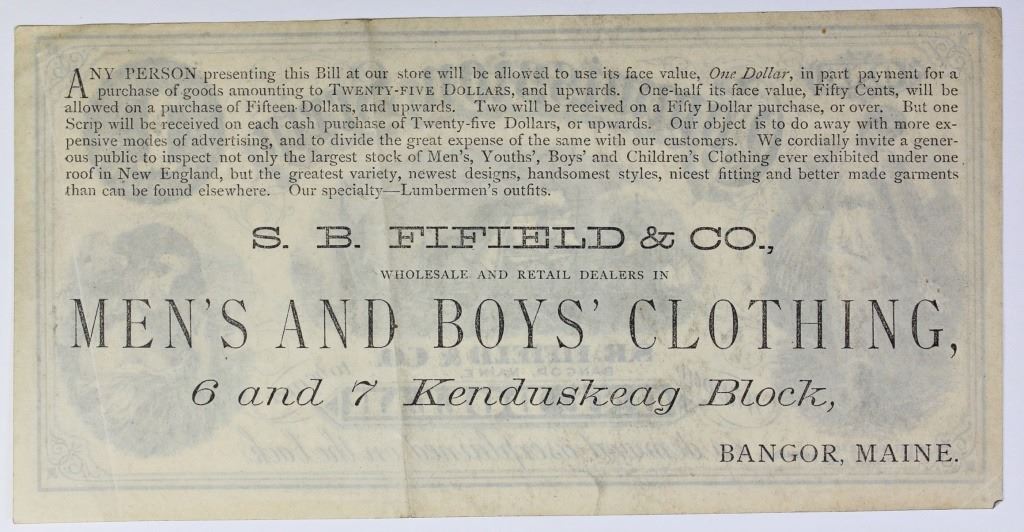 ANY PERSON presenting this Bill at our store will be allowed to use its face value, One Dollar, in part payment for a
purchase of goods amounting to TWENTY-FIVE DOLLARS, and upwards. One-half its face value, Fifty Cents, will be
allowed on a purchase of Fifteen Dollars, and upwards. Two will be received on a Fifty Dollar purchase, or over. But one
Scrip will be received on each cash purchase of Twenty-five Dollars, or upwards. Our object is to do away with more ex-
pensive modes of advertising, and to divide the great expense of the same with our customers. We cordially invite a gener-
ous public to inspect not only the largest stock of Men's, Youths', Boys' and Children's Clothing ever exhibited under one
roof in New England, but the greatest variety, newest designs, handsomest styles, nicest fitting and better made garments
than can be found elsewhere. Our specialty—Lumbermen's outfits.
S. B. FIFIELD & CO.,
WHOLESALE AND RETAIL DEALERS IN
MEN'S AND BOYS' CLOTHING,
6 and 7 Kenduskeag Block,
BANGOR, MAINE.